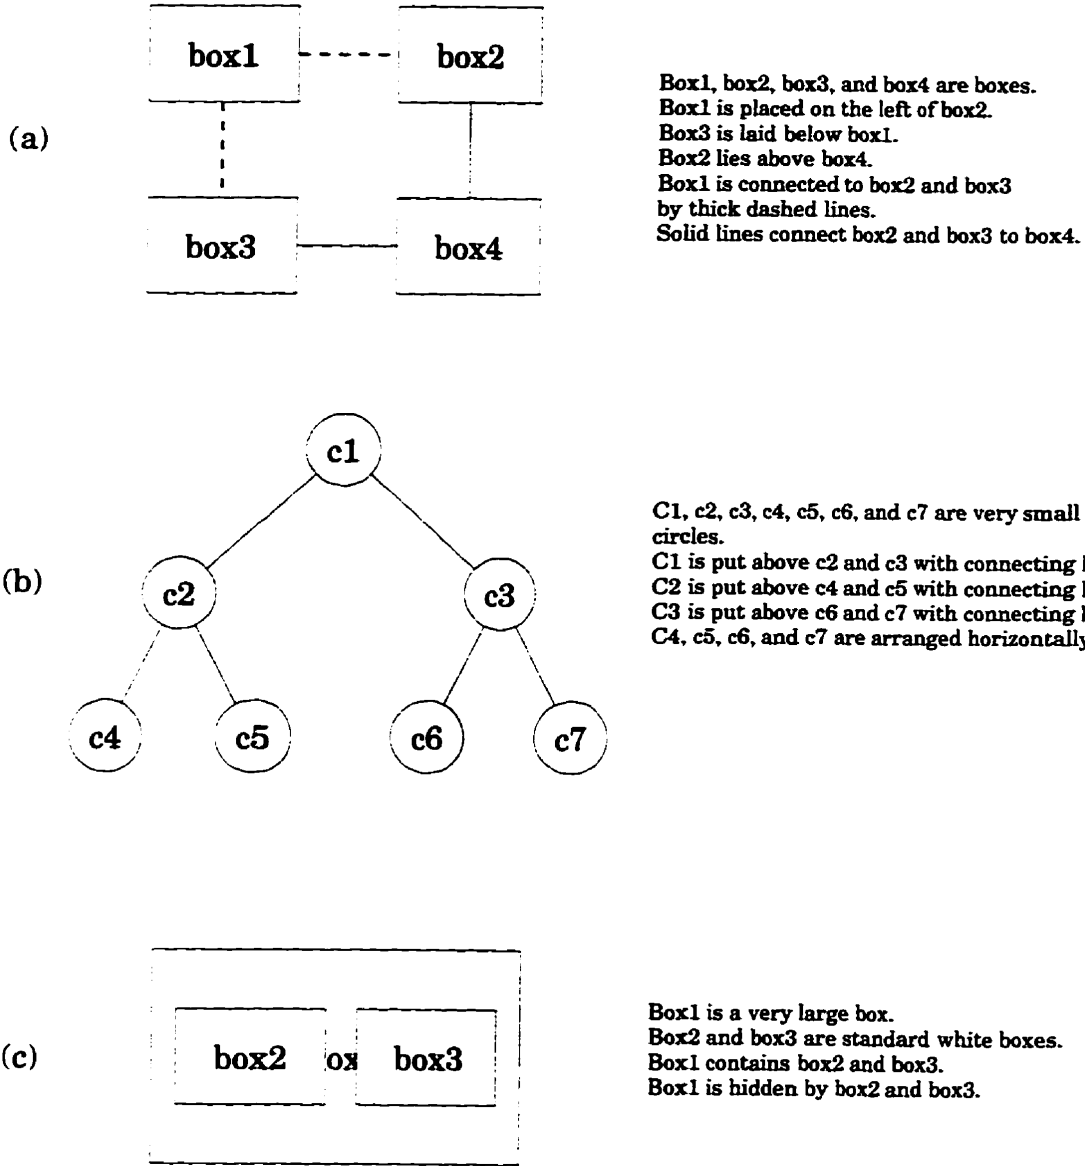 box1
box2
(a)
box3
box4
Box1, box2, box3, and box4 are boxes.
Box1 is placed on the left of box2.
Box3 is laid below box1.
Box2 lies above box4.
Box1 is connected to box2 and box3
by thick dashed lines.
Solid lines connect box2 and box3 to box4.
c1
(b)
c2
c3
c4
c5
c6
c7
C1, c2, c3, c4, c5, c6, and c7 are very small
circles.
C1 is put above c2 and c3 with connecting
C2 is put above c4 and c5 with connecting
C3 is put above c6 and c7 with connecting
C4, c5, c6, and c7 are arranged horizontally
(c)
box2
ox
box3
Box1 is a very large box.
Box2 and box3 are standard white boxes.
Box1 contains box2 and box3.
Box1 is hidden by box2 and box3.